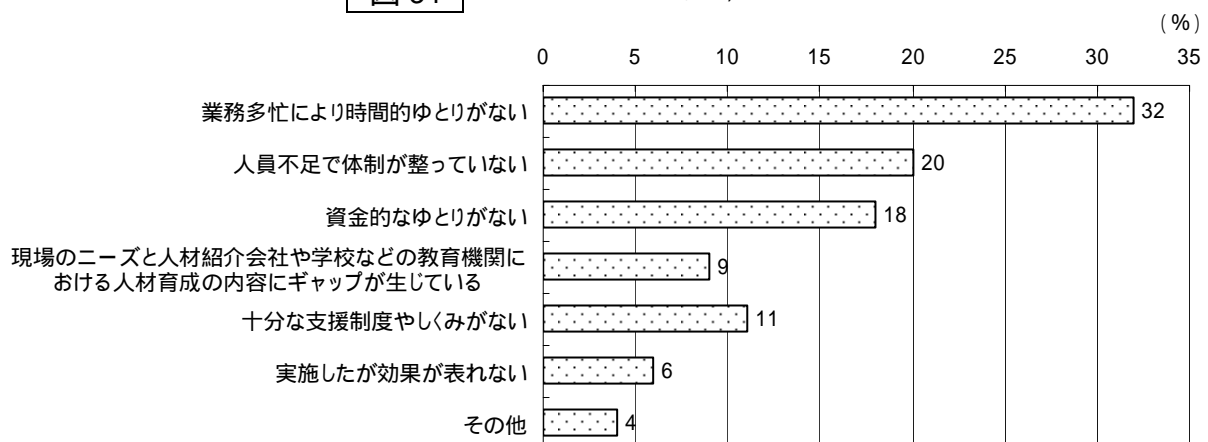 (%)
0 5 10 15 20 25 30 35
業務多忙により時間的ゆとりがない 32
人員不足で体制が整っていない 20
資金的なゆとりがない 18
現場のニーズと人材紹介会社や学校などの教育機関に
おける人材育成の内容にギャップが生じている 9
十分な支援制度やしくみがない 11
実施したが効果が表れない 6
その他 4